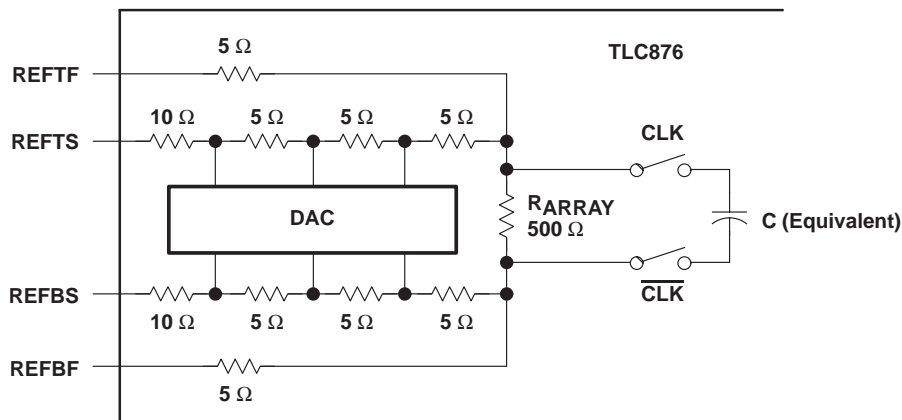 5 Ω
TLC876
REFTF
10 Ω 5 Ω 5 Ω 5 Ω
REFTS
CLK
DAC
RARRAY
500 Ω
C (Equivalent)
REFBS
CLK
10 Ω 5 Ω 5 Ω 5 Ω
REFBF
5 Ω